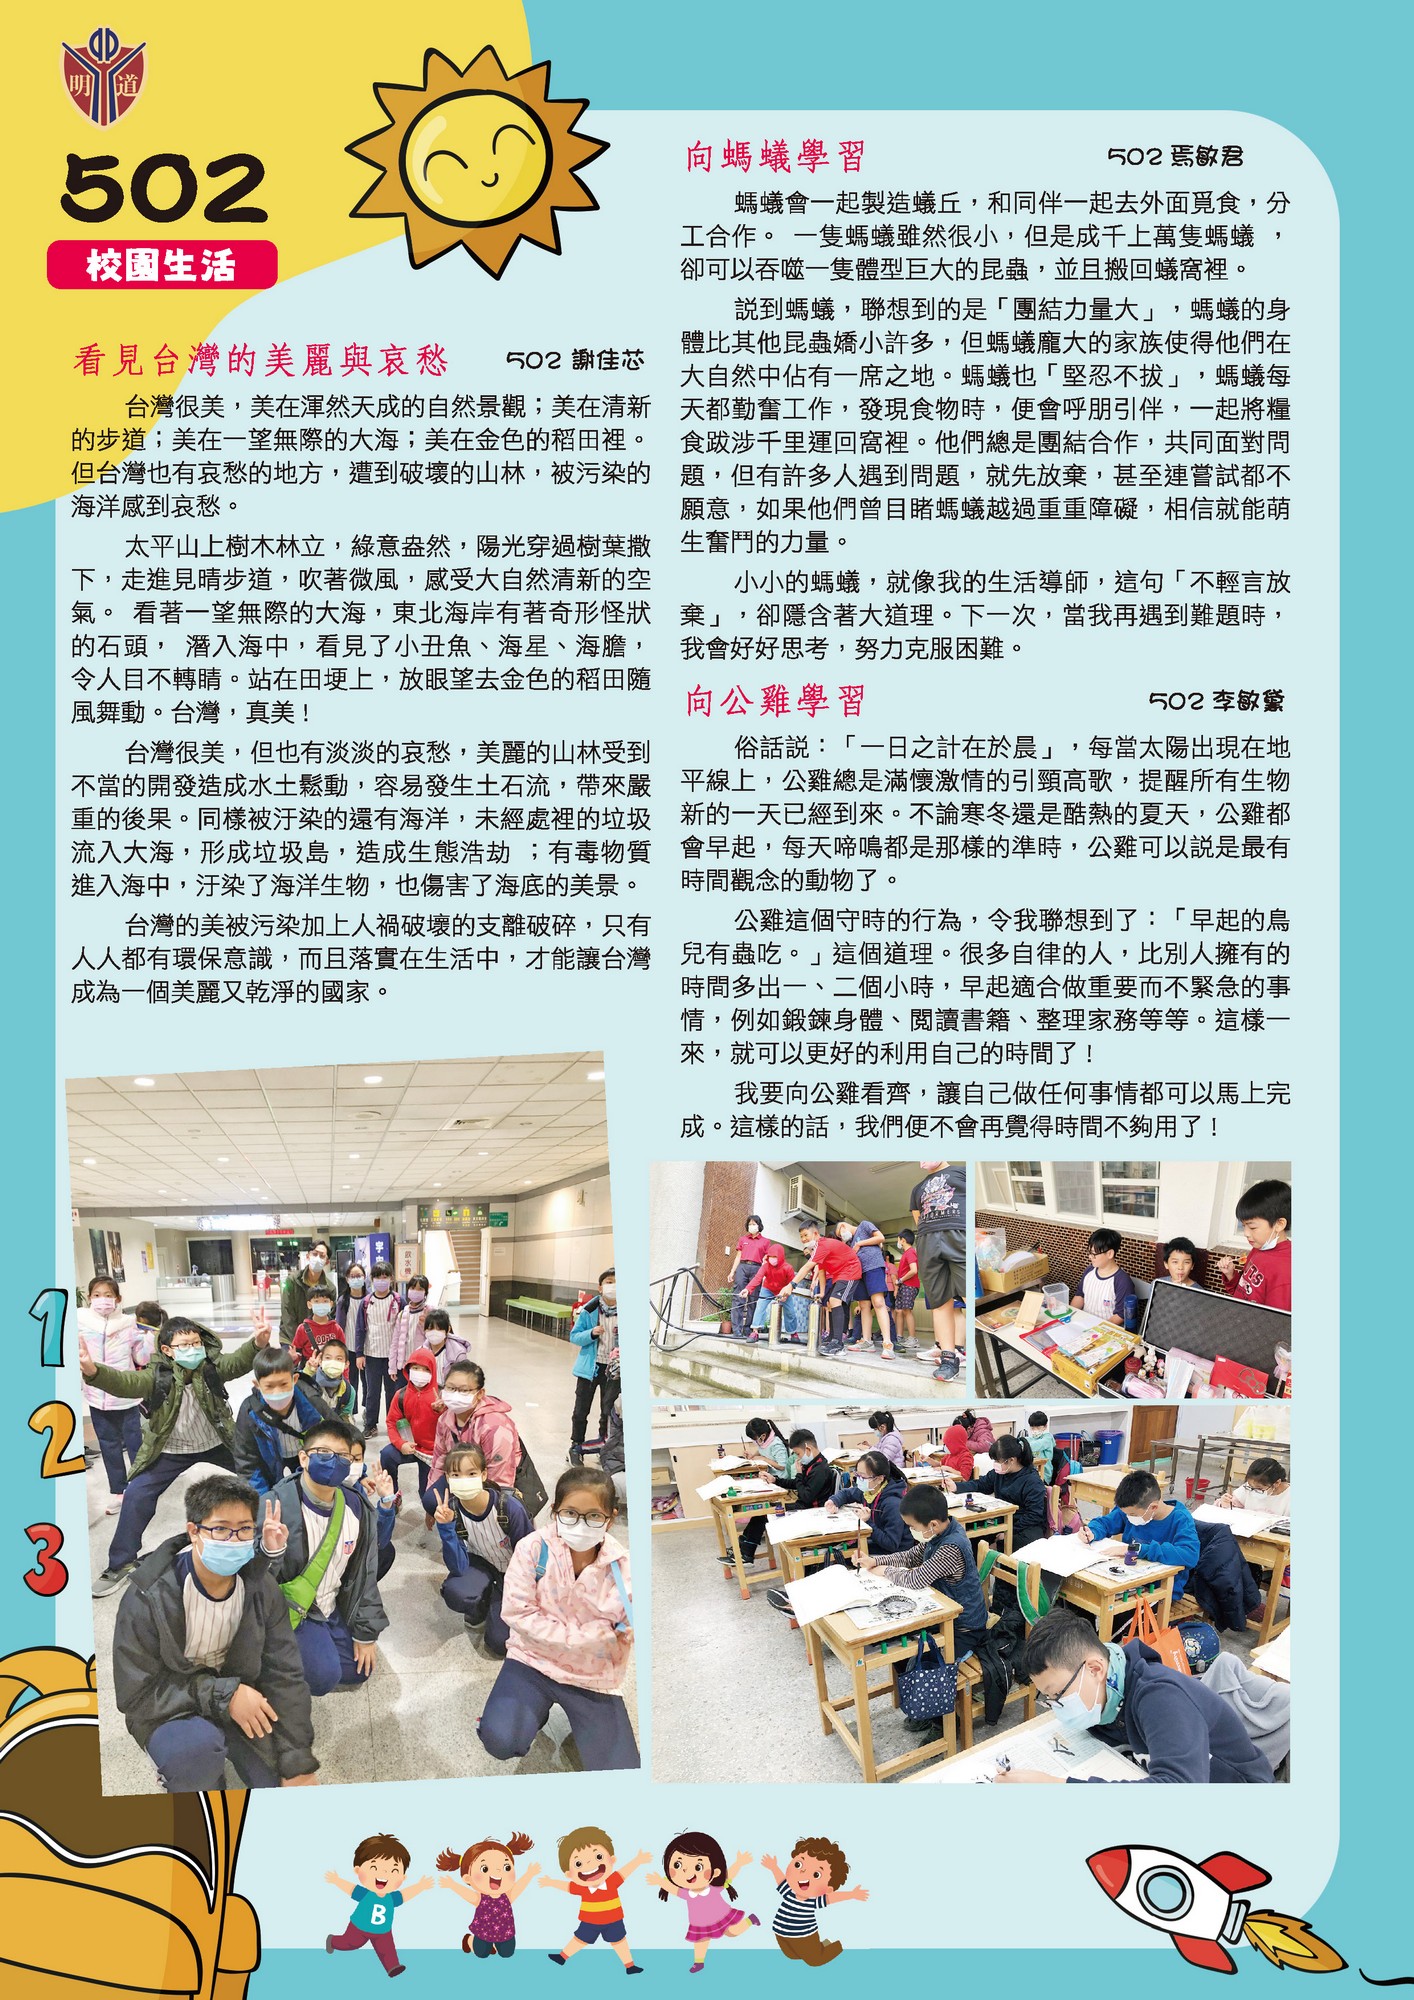 明道
502
校園生活
看見台灣的美麗與哀愁 502 謝佳芯
台灣很美，美在渾然天成的自然景觀；美在清新
的步道；美在一望無際的大海；美在金色的稻田裡。
但台灣也有哀愁的地方，遭到破壞的山林，被污染的
海洋感到哀愁。
太平山上樹木林立，綠意盎然，陽光穿過樹葉撒
下，走進見晴步道，吹著微風，感受大自然清新的空
氣。 看著一望無際的大海，東北海岸有著奇形怪狀
的石頭， 潛入海中，看見了小丑魚、海星、海膽，
令人目不轉睛。站在田埂上，放眼望去金色的稻田隨
風舞動。台灣，真美！
台灣很美，但也有淡淡的哀愁，美麗的山林受到
不當的開發造成水土鬆動，容易發生土石流，帶來嚴
重的後果。同樣被汙染的還有海洋，未經處裡的垃圾
流入大海，形成垃圾島，造成生態浩劫 ；有毒物質
進入海中，汙染了海洋生物，也傷害了海底的美景。
台灣的美被污染加上人禍破壞的支離破碎，只有
人人都有環保意識，而且落實在生活中，才能讓台灣
成為一個美麗又乾淨的國家。
向螞蟻學習 502 馬敏君
螞蟻會一起製造蟻丘，和同伴一起去外面覓食，分
工合作。 一隻螞蟻雖然很小，但是成千上萬隻螞蟻 ，
卻可以吞噬一隻體型巨大的昆蟲，並且搬回蟻窩裡。
說到螞蟻，聯想到的是「團結力量大」，螞蟻的身
體比其他昆蟲嬌小許多，但螞蟻龐大的家族使得他們在
大自然中佔有一席之地。螞蟻也「堅忍不拔」，螞蟻每
天都勤奮工作，發現食物時，便會呼朋引伴，一起將糧
食跋涉千里運回窩裡。他們總是團結合作，共同面對問
題，但有許多人遇到問題，就先放棄，甚至連嘗試都不
願意，如果他們曾目睹螞蟻越過重重障礙，相信就能萌
生奮鬥的力量。
小小的螞蟻，就像我的生活導師，這句「不輕言放
棄」，卻隱含著大道理。下一次，當我再遇到難題時，
我會好好思考，努力克服困難。
向公雞學習 502 李敏黛
俗話說：「一日之計在於晨」，每當太陽出現在地
平線上，公雞總是滿懷激情的引頸高歌，提醒所有生物
新的一天已經到來。不論寒冬還是酷熱的夏天，公雞都
會早起，每天啼鳴都是那樣的準時，公雞可以說是最有
時間觀念的動物了。
公雞這個守時的行為，令我聯想到了：「早起的鳥
兒有蟲吃。」這個道理。很多自律的人，比別人擁有的
時間多出一、二個小時，早起適合做重要而不緊急的事
情，例如鍛鍊身體、閱讀書籍、整理家務等等。這樣一
來，就可以更好的利用自己的時間了！
我要向公雞看齊，讓自己做任何事情都可以馬上完
成。這樣的話，我們便不會再覺得時間不夠用了！
1
2
3
B